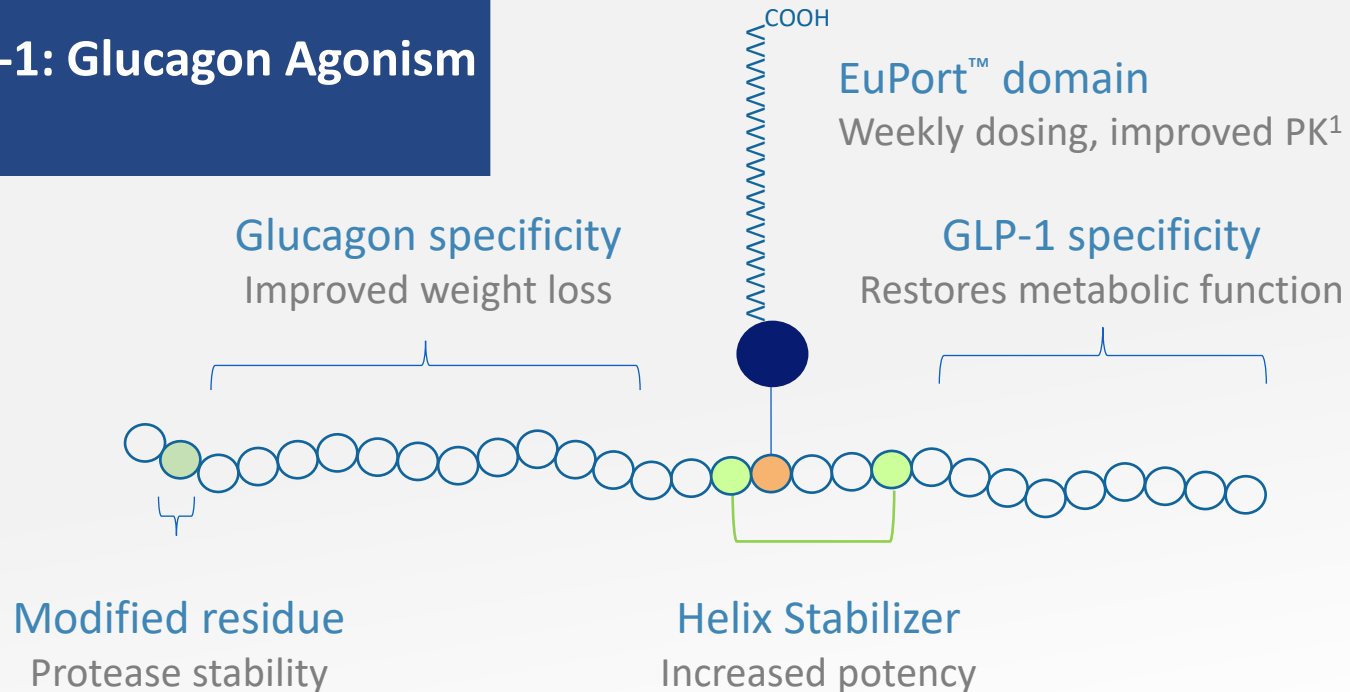 -1: Glucagon Agonism
COOH
EuPort™ domain
Weekly dosing, improved PK¹
Glucagon specificity
Improved weight loss
GLP-1 specificity
Restores metabolic function
Modified residue
Protease stability
Helix Stabilizer
Increased potency